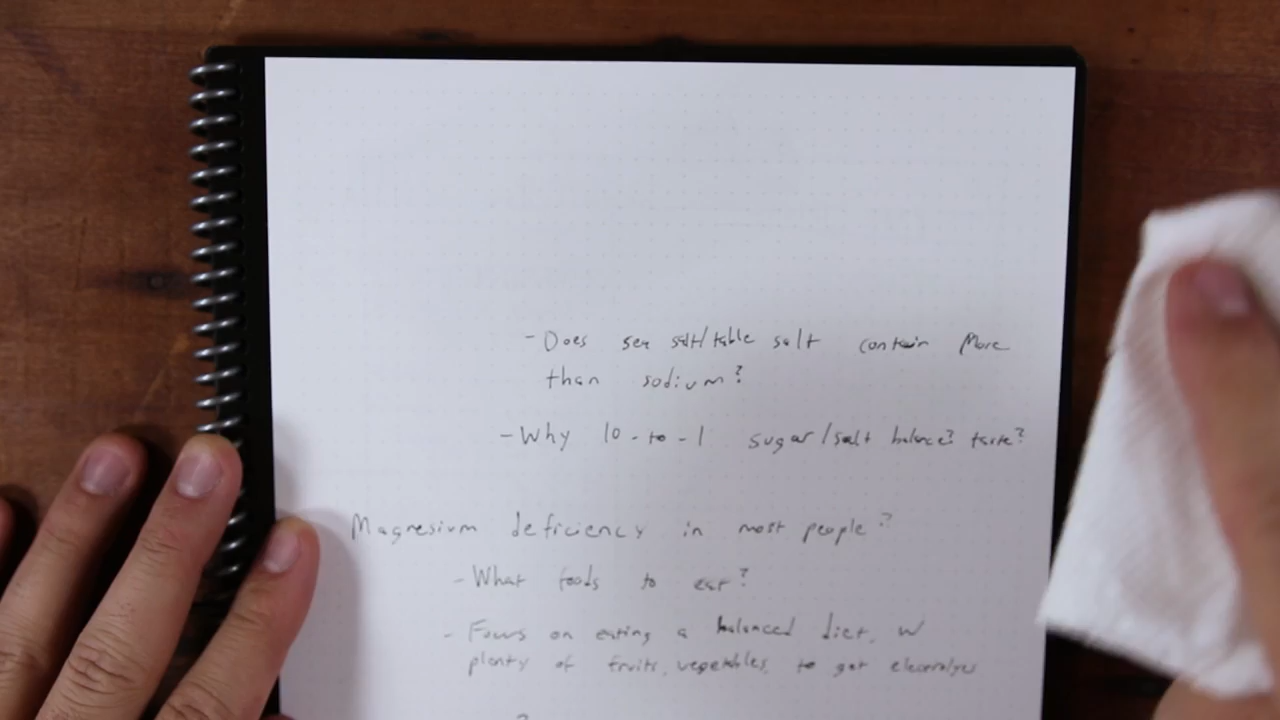 - Does sea salt/table salt contain More
than sodium?
- Why 10-to-1 sugar/salt balance? taste?
Magnesium deficiency in most people?
- What foods to eat?
- Focus on eating a balanced diet, w
plenty of fruits, vegetables, to get electrolytes
?